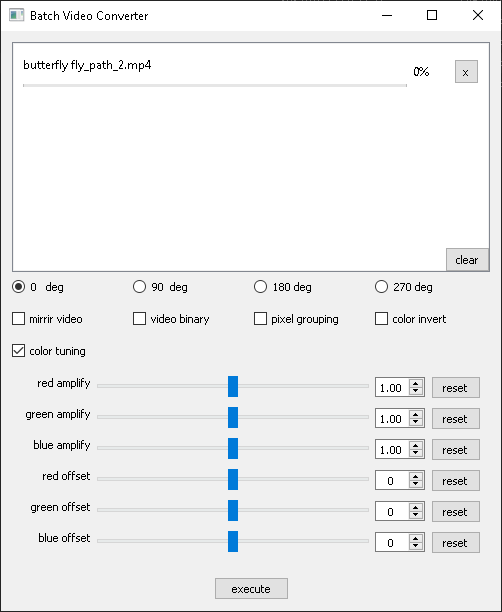 Batch Video Converter
butterfly fly_path_2.mp4
0%
x
clear
0 deg
90 deg
180 deg
270 deg
mirrir video
video binary
pixel grouping
color invert
color tuning
red amplify
1.00
reset
green amplify
1.00
reset
blue amplify
1.00
reset
red offset
0
reset
green offset
0
reset
blue offset
0
reset
execute